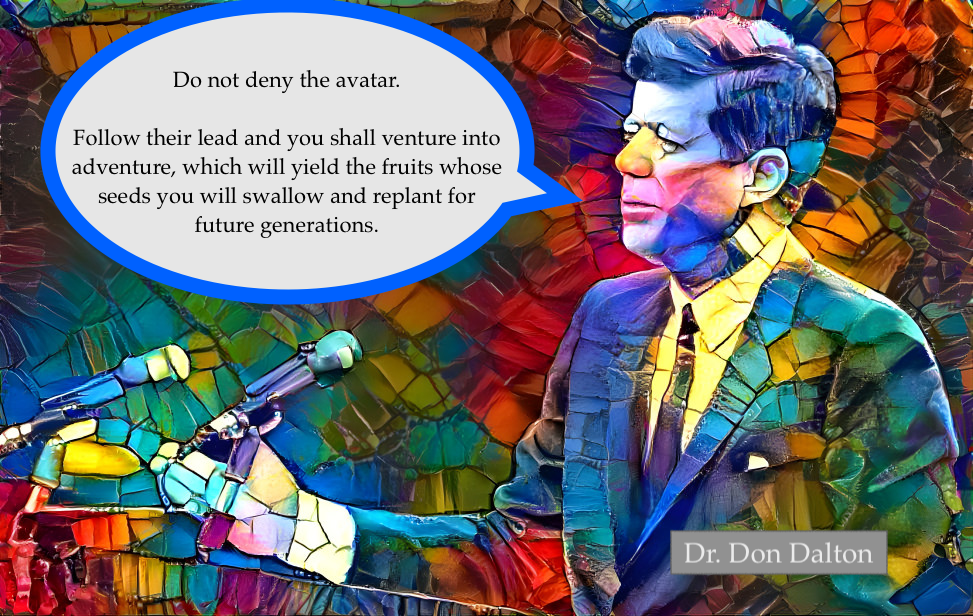 Do not deny the avatar.
Follow their lead and you shall venture into
adventure, which will yield the fruits whose
seeds you will swallow and replant for
future generations.
Dr. Don Dalton